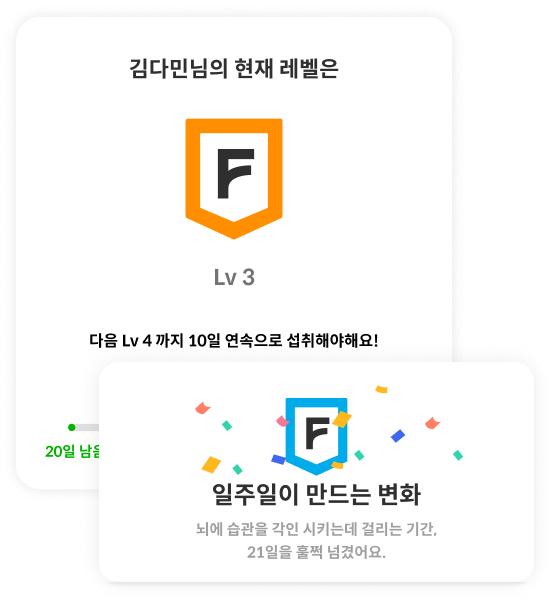 김다민님의 현재 레벨은
F
Lv 3
다음 Lv 4 까지 10일 연속으로 섭취해야해요!
20일 남음
F
일주일이 만드는 변화
뇌에 습관을 각인 시키는데 걸리는 기간,
21일을 훌쩍 넘겼어요.